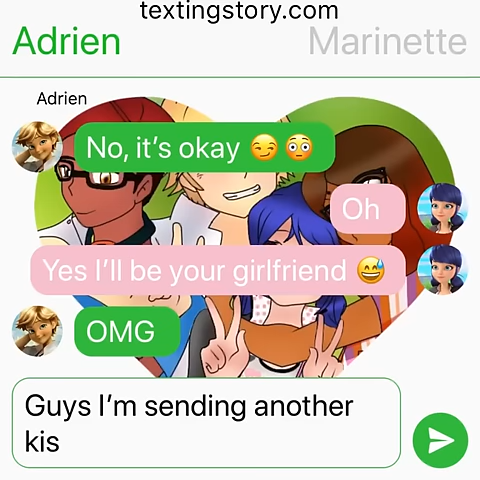 textingstory.com
Adrien Marinette
Adrien
No, it’s okay 😏😳
Oh
Yes I’ll be your girlfriend 😅
OMG
Guys I’m sending another
kis